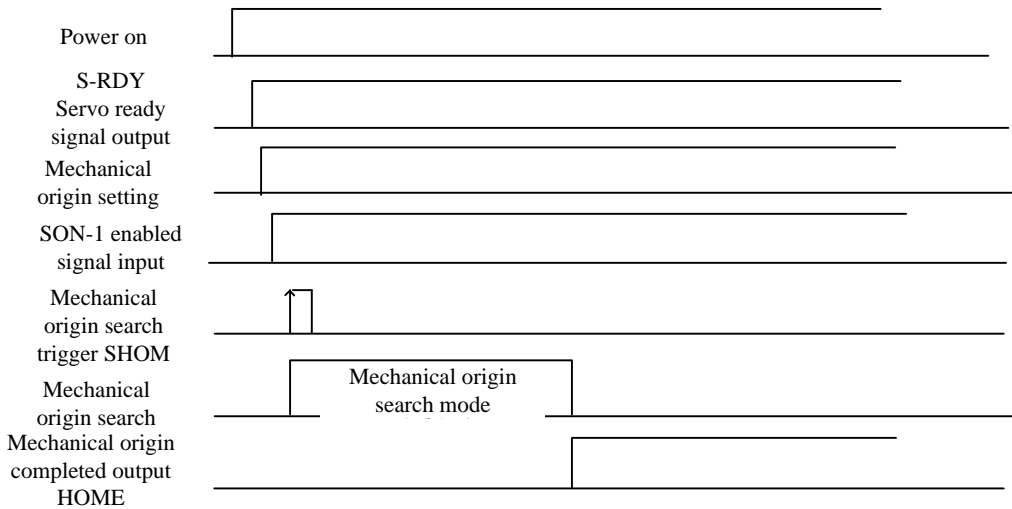 Power on
S-RDY
Servo ready
signal output
Mechanical
origin setting
SON-1 enabled
signal input
Mechanical
origin search
trigger SHOM
Mechanical
origin search
Mechanical origin
search mode
Mechanical origin
completed output
HOME